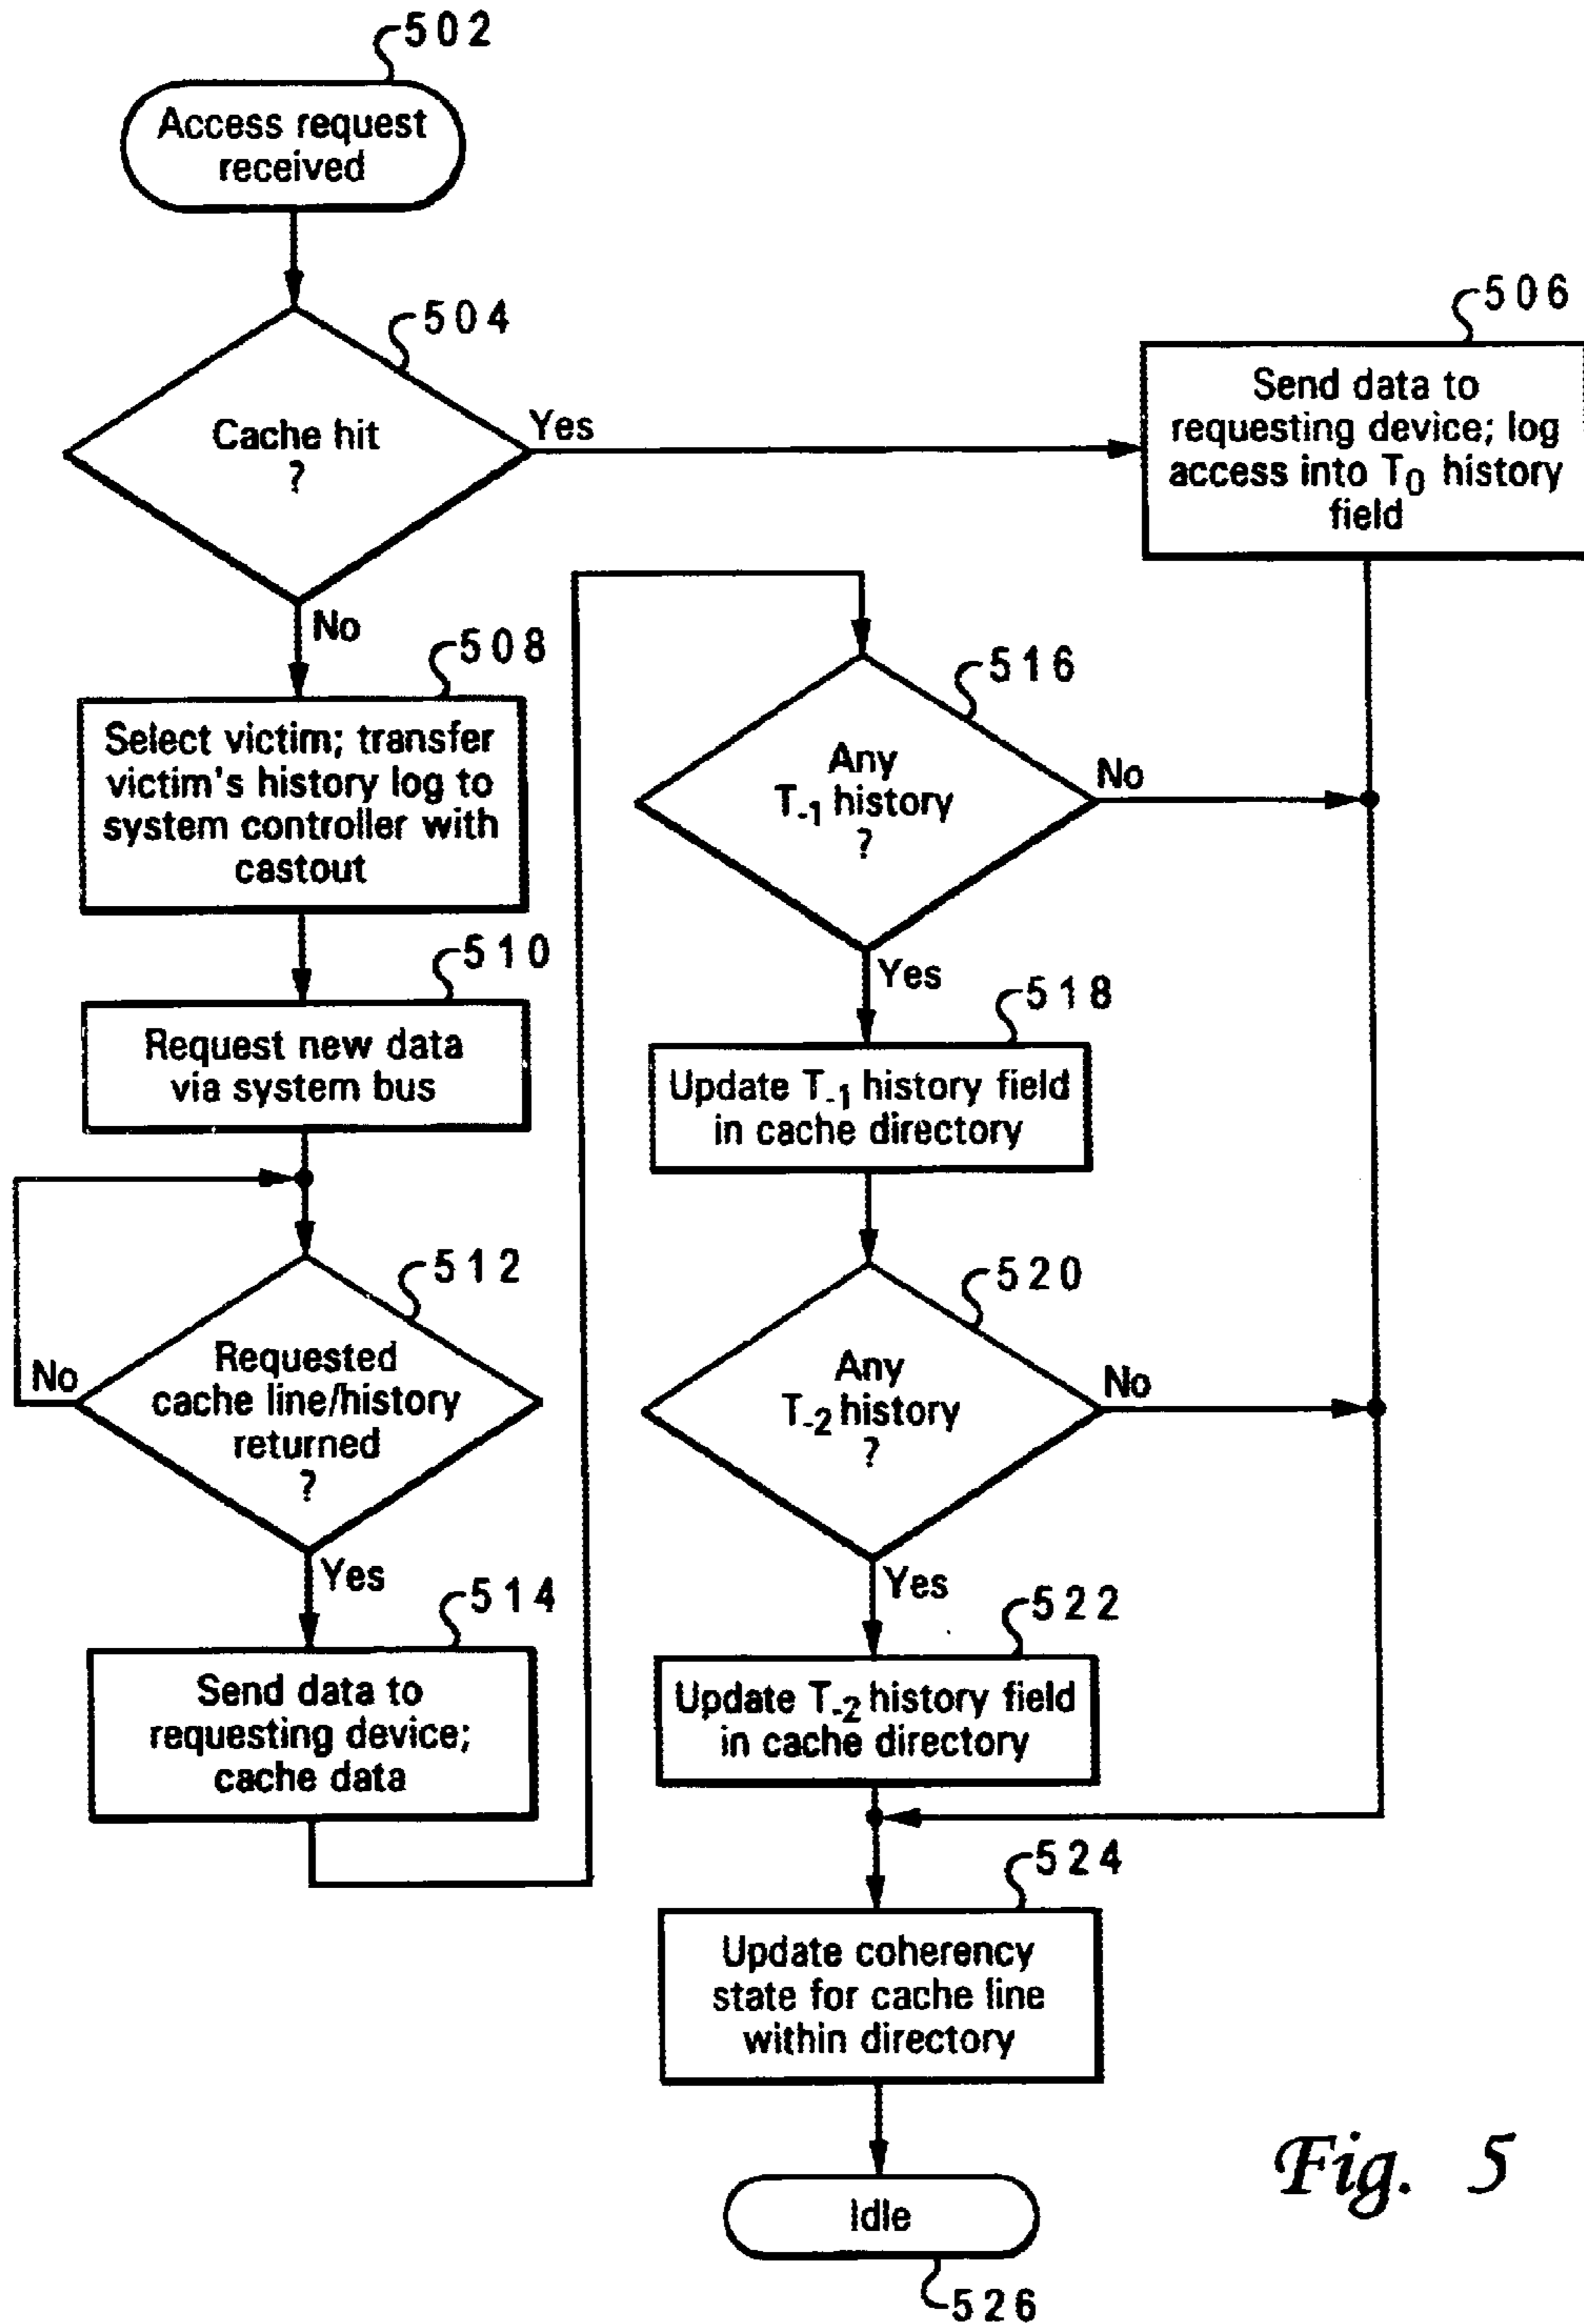 502
Access request
received
504
Cache hit
?
Yes
No
506
Send data to
requesting device; log
access into T0 history
field
508
Select victim; transfer
victim's history log to
system controller with
castout
510
Request new data
via system bus
512
Requested
cache line/history
returned
?
No
Yes
514
Send data to
requesting device;
cache data
516
Any
T-1 history
?
No
Yes
518
Update T-1 history field
in cache directory
520
Any
T-2 history
?
No
Yes
522
Update T-2 history field
in cache directory
524
Update coherency
state for cache line
within directory
Idle
526
Fig. 5